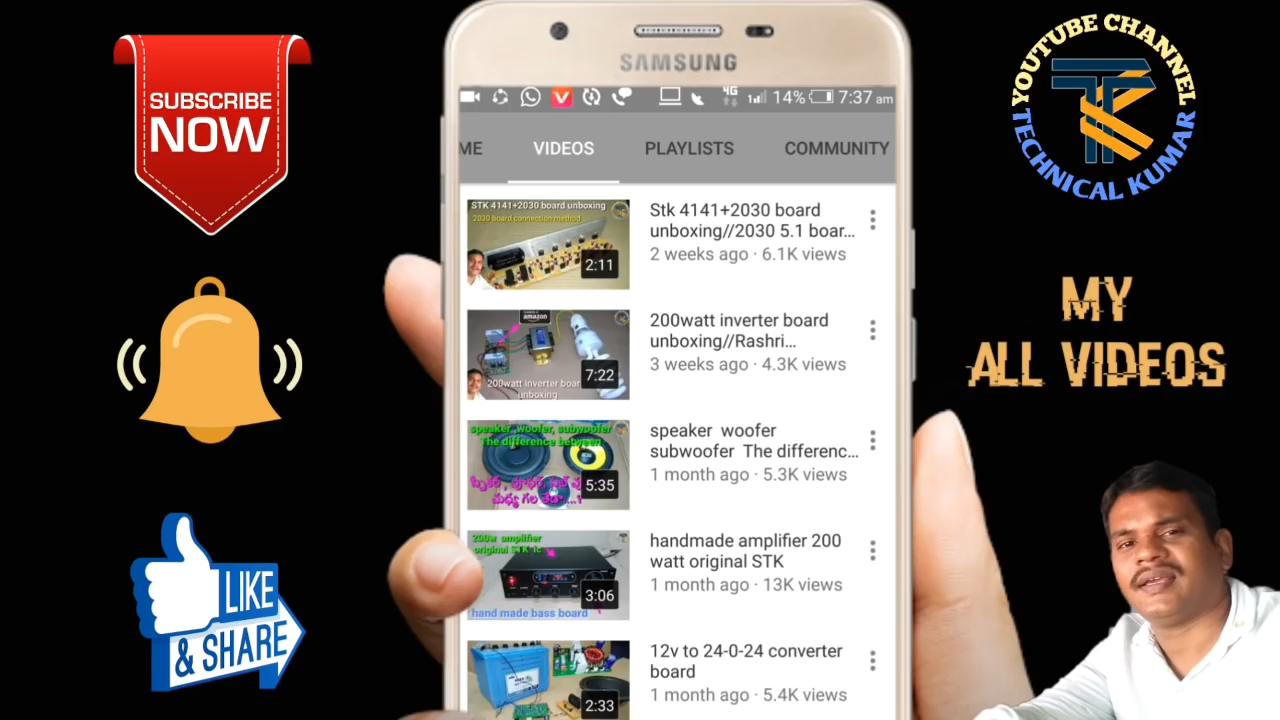 SUBSCRIBE
NOW
LIKE
& SHARE
SAMSUNG
4G
14%
7:37 am
ME
VIDEOS
PLAYLISTS
COMMUNITY
STK 4141+2030 board unboxing
2030 board connection method
2:11
Stk 4141+2030 board
unboxing//2030 5.1 boar...
2 weeks ago · 6.1K views
amazon
200watt inverter boar
unboxing
7:22
200watt inverter board
unboxing//Rashri...
3 weeks ago · 4.3K views
speaker, woofer, subwoofer
The difference between
5:35
speaker woofer
subwoofer The differenc...
1 month ago · 5.3K views
200w amplifier
original STK ic
hand made bass board
3:06
handmade amplifier 200
watt original STK
1 month ago · 13K views
2:33
12v to 24-0-24 converter
board
1 month ago · 5.4K views
YOUTUBE CHANNEL
TECHNICAL KUMAR
MY
ALL VIDEOS